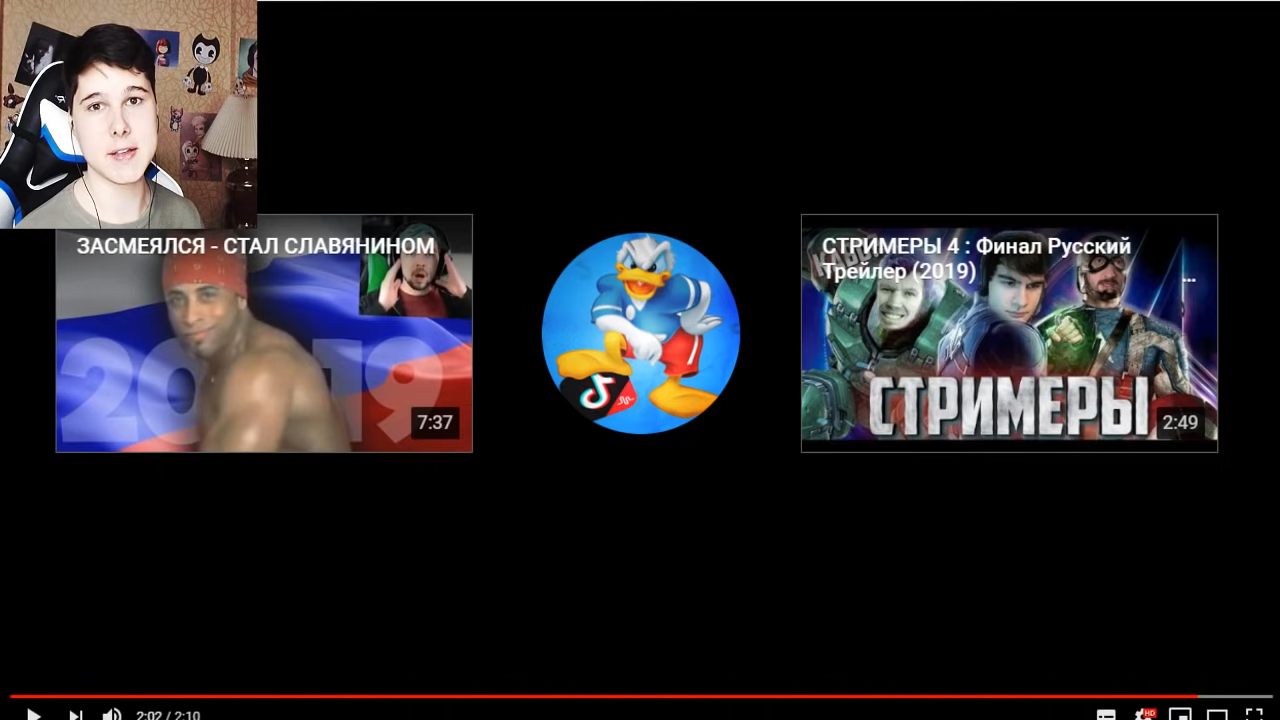 ЗАСМЕЯЛСЯ - СТАЛ СЛАВЯНИНОМ
2019
7:37
СТРИМЕРЫ 4 : Финал Русский
Трейлер (2019)
...
СТРИМЕРЫ
2:49
2:02 / 2:10
HD